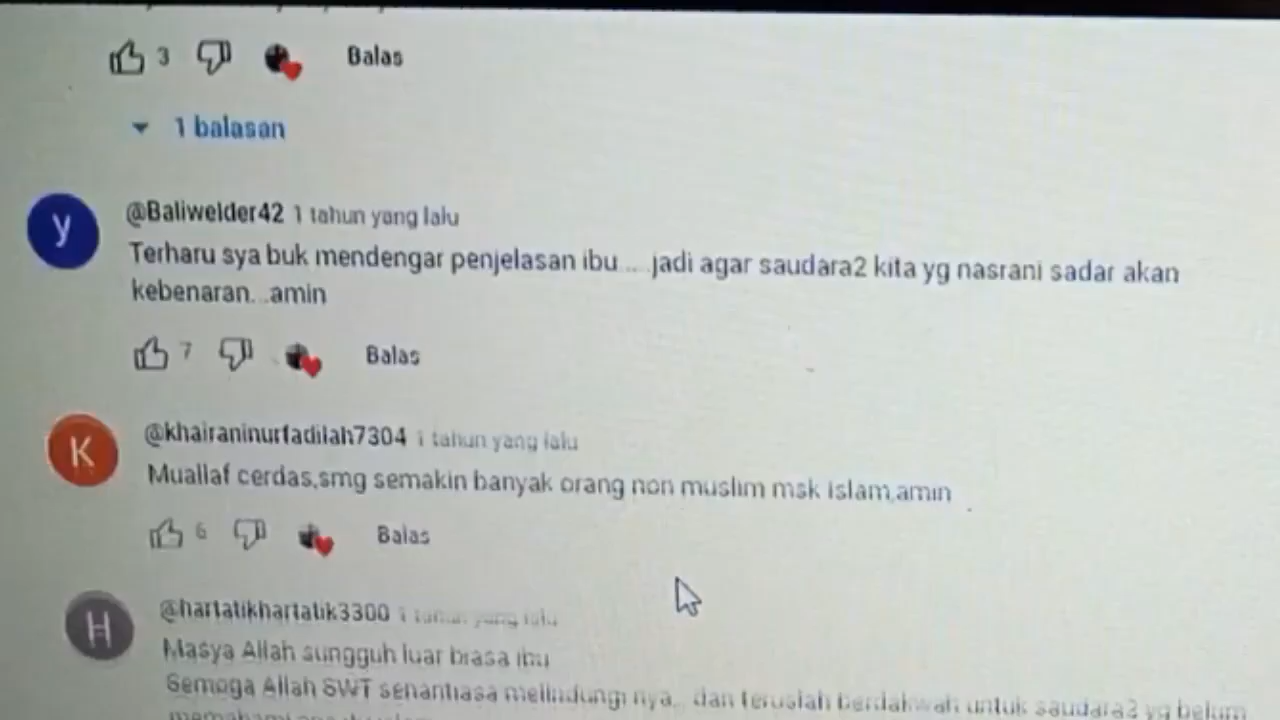 3 Balas
1 balasan
y
@Baliwelder42 1 tahun yang lalu
Terharu sya buk mendengar penjelasan ibu.... jadi agar saudara2 kita yg nasrani sadar akan
kebenaran...amin
7 Balas
K
@khairaninurfadilah7304 1 tahun yang lalu
Muallaf cerdas,smg semakin banyak orang non muslim msk islam,amin
6 Balas
H
@hartatikhartatik3300 1 tahun yang lalu
Masya Allah sungguh luar biasa ibu
Semoga Allah SWT senantiasa melindungi nya.. dan teruslah berdakwah untuk saudara2 yg belum